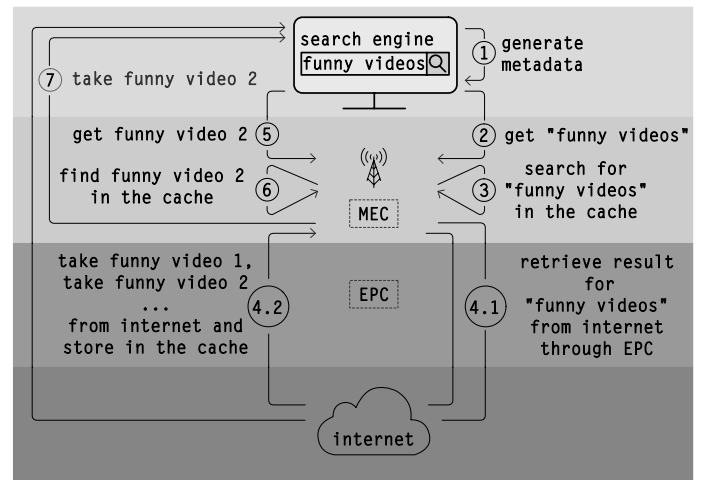 search engine
funny videos
1
generate
metadata
7
take funny video 2
get funny video 2
5
2
get "funny videos"
find funny video 2
in the cache
6
3
search for
"funny videos"
in the cache
MEC
take funny video 1,
take funny video 2
...
from internet and
store in the cache
4.2
EPC
4.1
retrieve result
for
"funny videos"
from internet
through EPC
internet